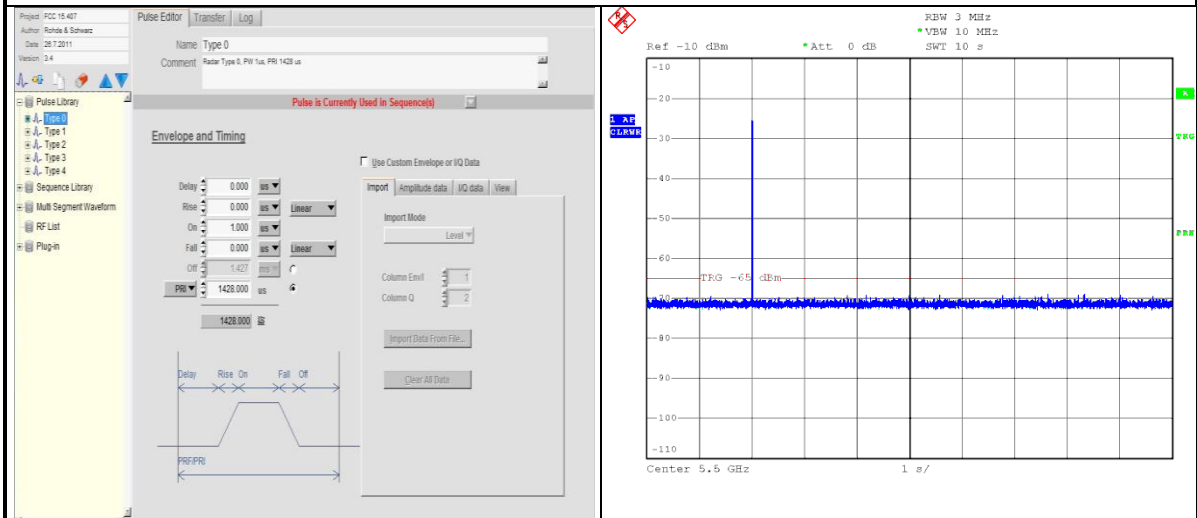 Project FCC 15.407
Author Rohde & Schwarz
Date 26.7.2011
Version 3.4
Pulse Library
Type 0
Type 1
Type 2
Type 3
Type 4
Sequence Library
Multi Segment Waveform
RF List
Plug-in
Pulse Editor Transfer Log
Name Type 0
Comment Radar Type 0, PW 1us, PRI 1428 us
Pulse is Currently Used in Sequence(s)
Envelope and Timing
Use Custom Envelope or I/Q Data
Delay 0.000 us
Rise 0.000 us Linear
On 1.000 us
Fall 0.000 us Linear
Off 1.427 ms
PRI 1428.000 us
1428.000
Import Amplitude data I/Q data View
Import Mode
Level
Column Env/I 1
Column Q 2
Import Data From File...
Clear All Data
Delay Rise On Fall Off
PRF/PRI
R S
RBW 3 MHz
*VBW 10 MHz
Ref -10 dBm *Att 0 dB SWT 10 s
-10
-20
-30
-40
-50
-60
TRG -65 dBm
-70
-80
-90
-100
-110
1 AP
CLRWR
A
TRG
PRN
Center 5.5 GHz 1 s/